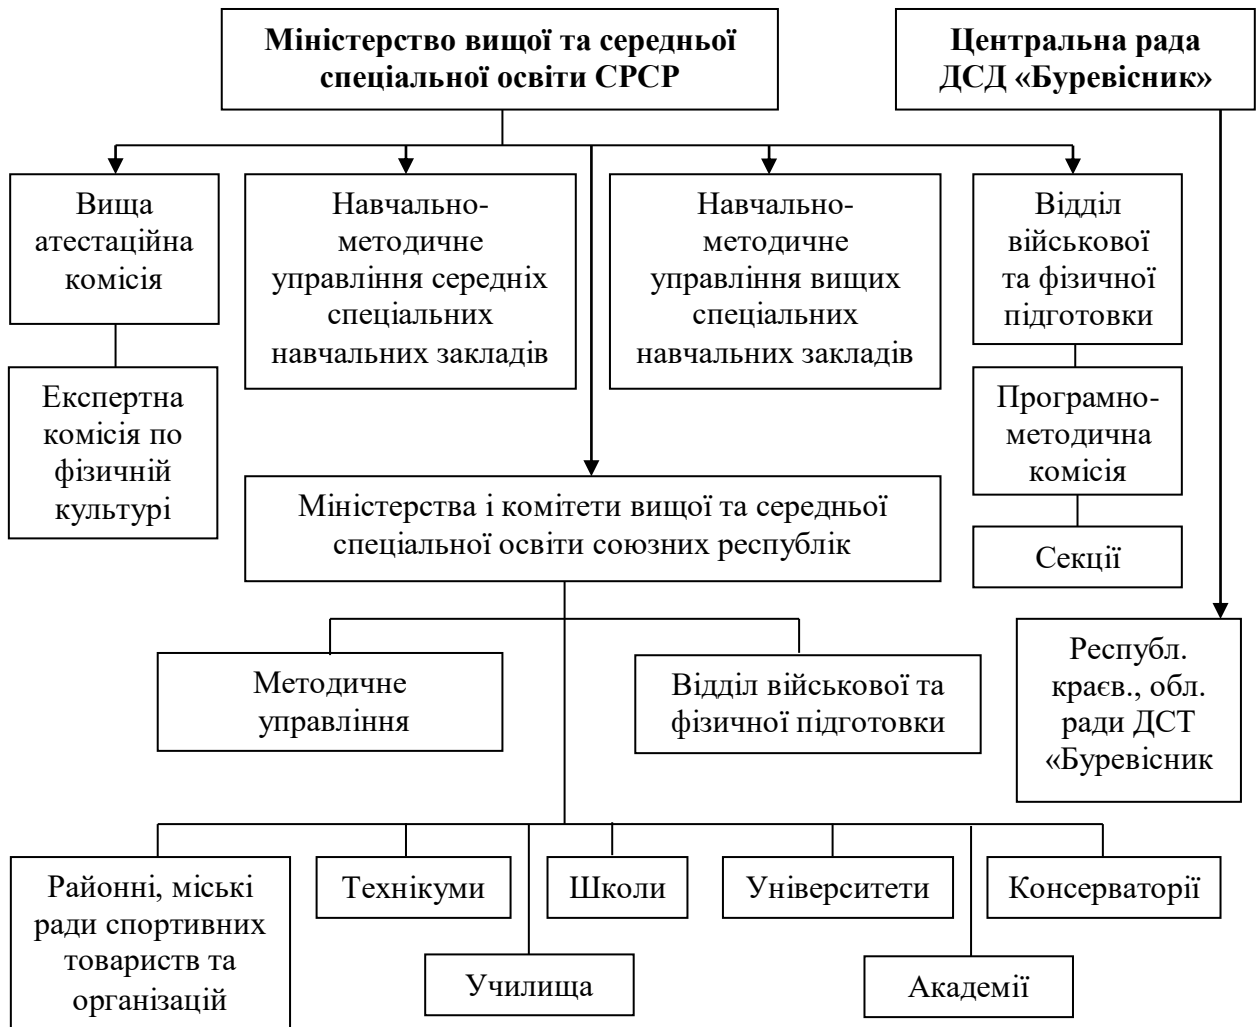 Міністерство вищої та середньої
спеціальної освіти СРСР
Центральна рада
ДСД «Буревісник»
Вища
атестаційна
комісія
Навчально-
методичне
управління середніх
спеціальних
навчальних закладів
Навчально-
методичне
управління вищих
спеціальних
навчальних закладів
Відділ
військової
та фізичної
підготовки
Експертна
комісія по
фізичній
культурі
Програмно-
методична
комісія
Міністерства і комітети вищої та середньої
спеціальної освіти союзних республік
Секції
Методичне
управління
Відділ військової та
фізичної підготовки
Республ.
краєв., обл.
ради ДСТ
«Буревісник
Районні, міські
ради спортивних
товариств та
організацій
Технікуми
Школи
Університети
Консерваторії
Училища
Академії